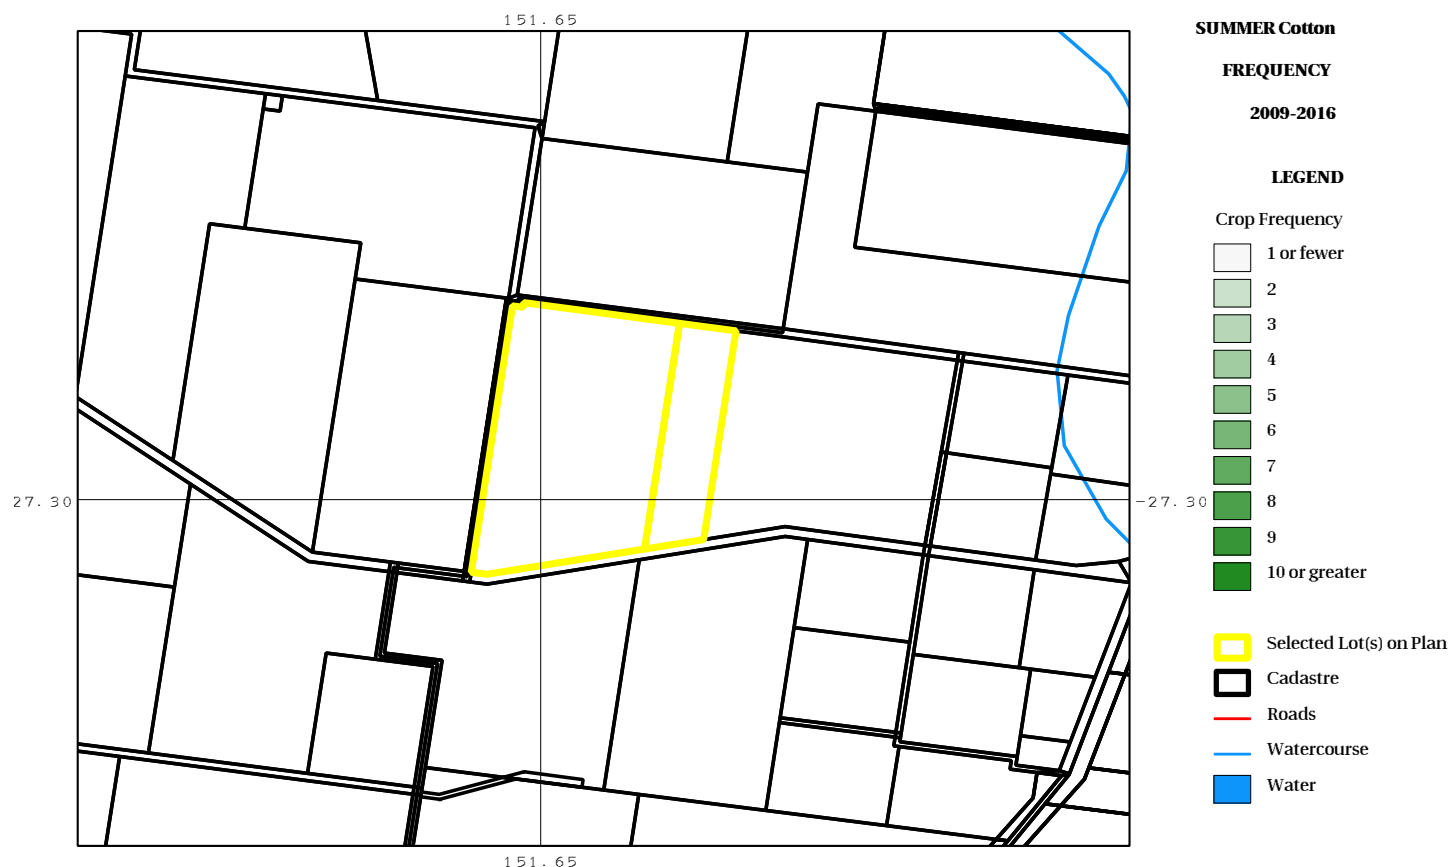 151.65
SUMMER Cotton
FREQUENCY
2009-2016
LEGEND
Crop Frequency
1 or fewer
2
3
4
5
6
7
8
9
10 or greater
27.30
-27.30
Selected Lot(s) on Plan
Cadastre
Roads
Watercourse
Water
151.65